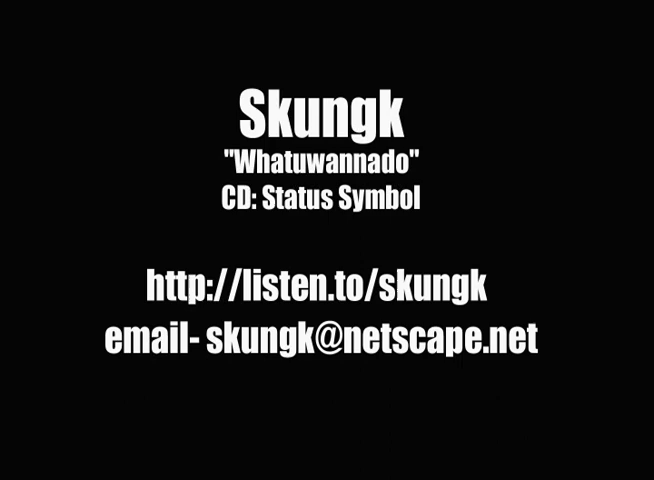 Skungk
"Whatuwannado"
CD: Status Symbol
http://listen.to/skungk
email- skungk@netscape.net